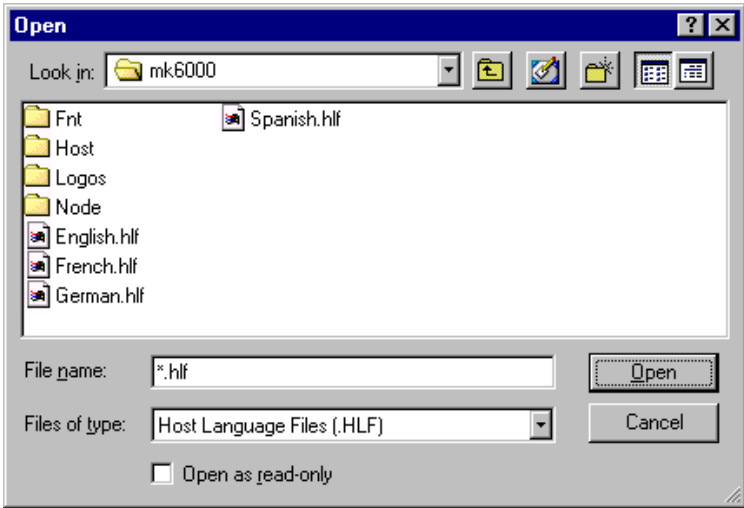 Open
Look in: mk6000
Fnt
Host
Logos
Node
English.hlf
French.hlf
German.hlf
Spanish.hlf
File name: *.hlf
Open
Files of type: Host Language Files (.HLF)
Cancel
Open as read-only